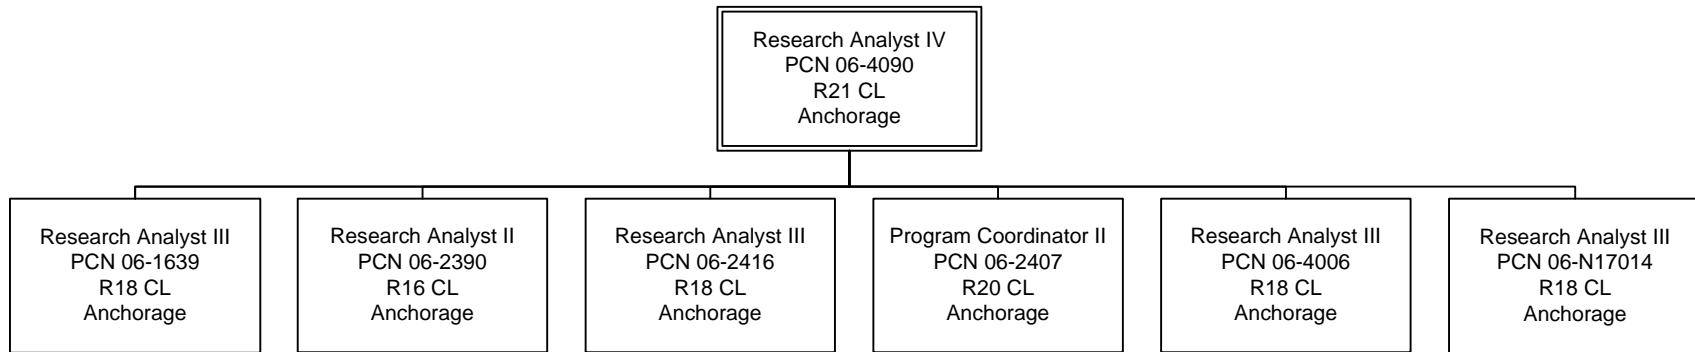 Research Analyst IV
PCN 06-4090
R21 CL
Anchorage
Research Analyst III
PCN 06-1639
R18 CL
Anchorage
Research Analyst II
PCN 06-2390
R16 CL
Anchorage
Research Analyst III
PCN 06-2416
R18 CL
Anchorage
Program Coordinator II
PCN 06-2407
R20 CL
Anchorage
Research Analyst III
PCN 06-4006
R18 CL
Anchorage
Research Analyst III
PCN 06-N17014
R18 CL
Anchorage